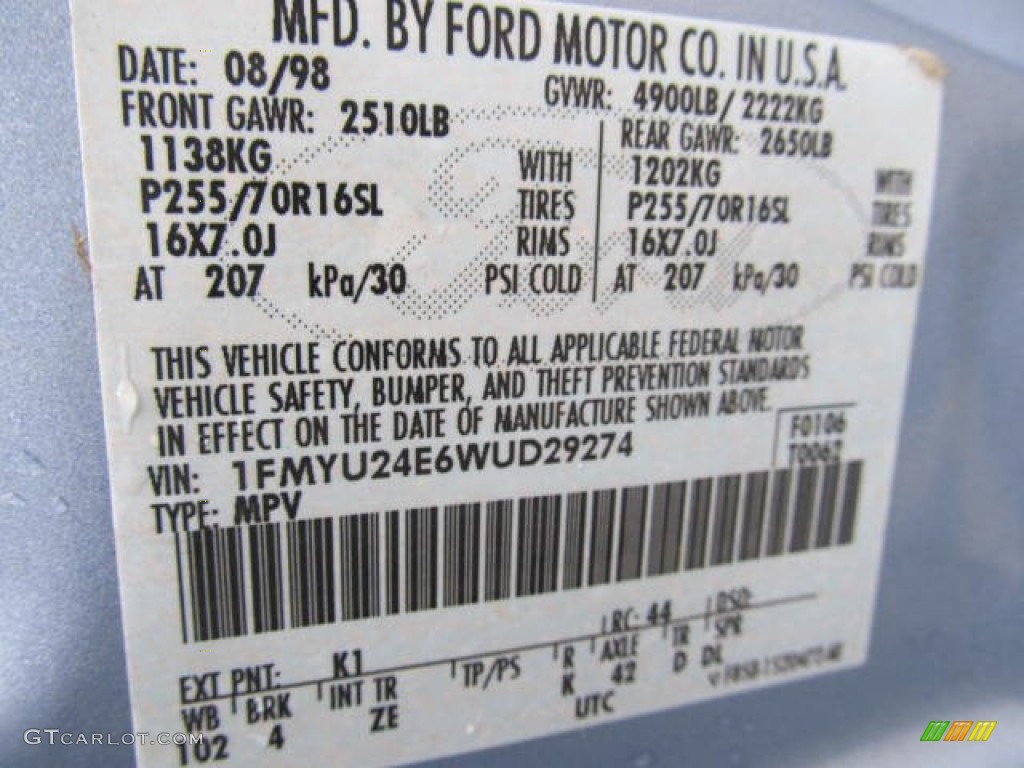 MFD. BY FORD MOTOR CO. IN U.S.A.
DATE: 08/98 GVWR: 4900LB/ 2222KG
FRONT GAWR: 2510LB REAR GAWR: 2650LB
1138KG WITH 1202KG WITH
P255/70R16SL TIRES P255/70R16SL TIRES
16X7.0J RIMS 16X7.0J RIMS
AT 207 kPa/30 PSI COLD AT 207 kPa/30 PSI COLD
THIS VEHICLE CONFORMS TO ALL APPLICABLE FEDERAL MOTOR
VEHICLE SAFETY, BUMPER, AND THEFT PREVENTION STANDARDS
IN EFFECT ON THE DATE OF MANUFACTURE SHOWN ABOVE.
VIN: 1FMYU24E6WUD29274 F0106
TYPE: MPV T0062
EXT PNT: K1 RC: 44 DSO:
WB BRK INT TR TP/PS R AXLE TR SPR
102 4 ZE K 42 D DL
UTC
GTCARLOT.COM